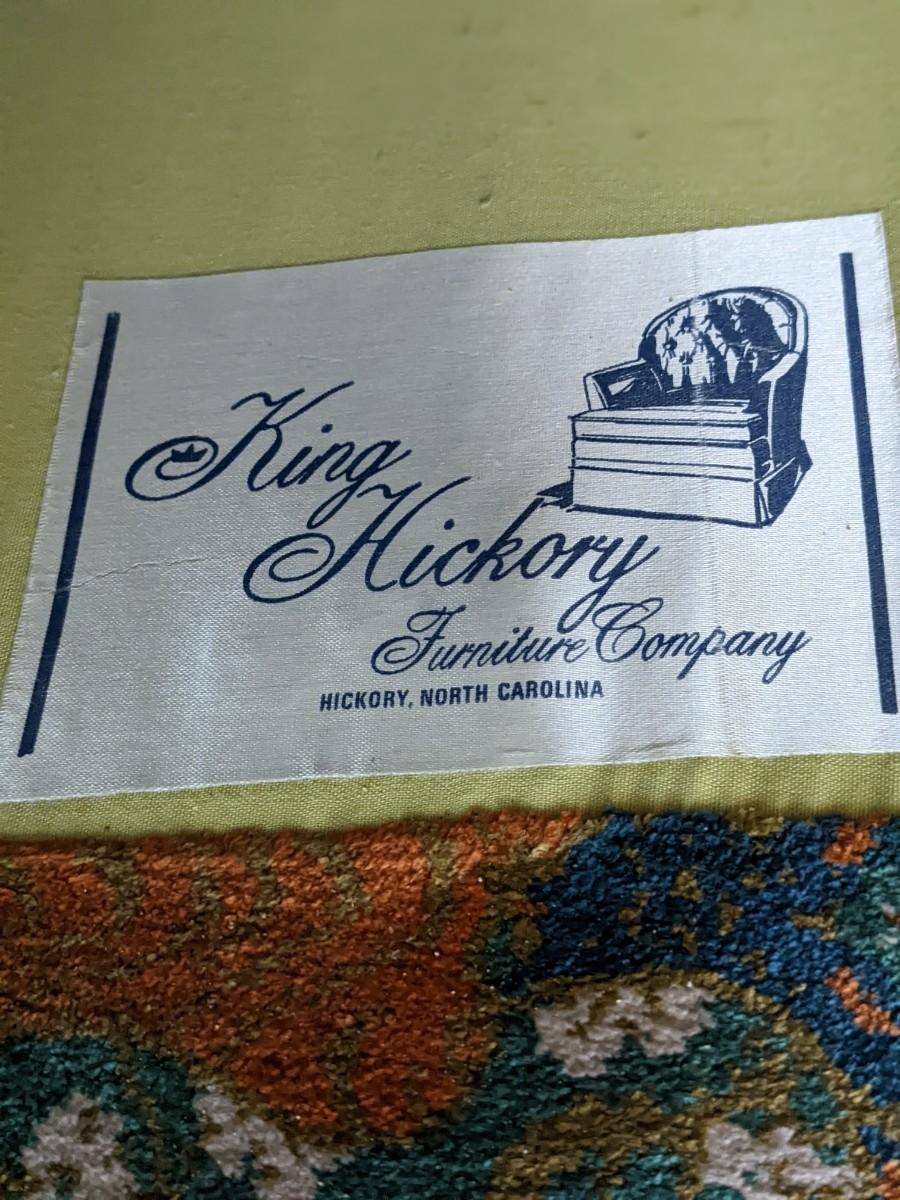 King
Hickory
Furniture Company
HICKORY, NORTH CAROLINA